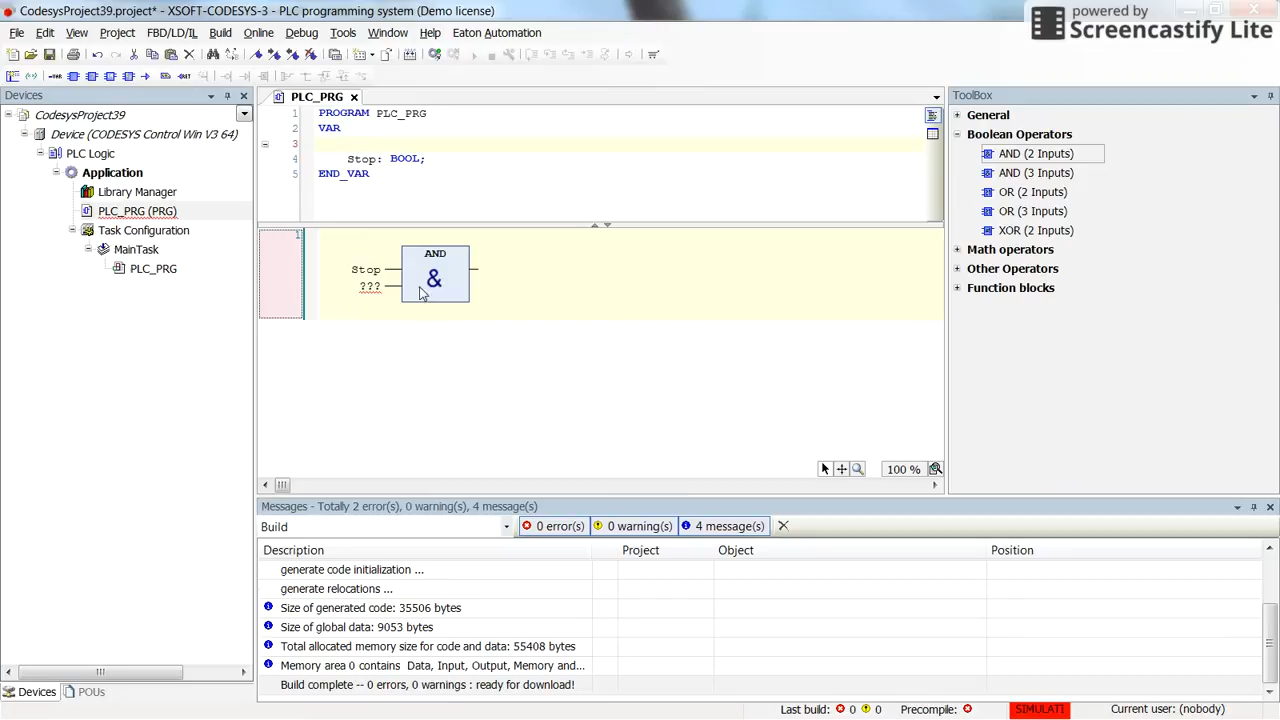 CodesysProject39.project* - XSOFT-CODESYS-3 - PLC programming system (Demo license)
powered by
Screencastify Lite
File Edit View Project FBD/LD/IL Build Online Debug Tools Window Help Eaton Automation
Devices
PLC_PRG
ToolBox
CodesysProject39
Device (CODESYS Control Win V3 64)
PLC Logic
Application
Library Manager
PLC_PRG (PRG)
Task Configuration
MainTask
PLC_PRG
1 PROGRAM PLC_PRG
2 VAR
3
4 Stop: BOOL;
5 END_VAR
1
AND
&
Stop
???
100 %
General
Boolean Operators
AND (2 Inputs)
AND (3 Inputs)
OR (2 Inputs)
OR (3 Inputs)
XOR (2 Inputs)
Math operators
Other Operators
Function blocks
Messages - Totally 2 error(s), 0 warning(s), 4 message(s)
Build 0 error(s) 0 warning(s) 4 message(s)
Description Project Object Position
generate code initialization ...
generate relocations ...
Size of generated code: 35506 bytes
Size of global data: 9053 bytes
Total allocated memory size for code and data: 55408 bytes
Memory area 0 contains Data, Input, Output, Memory and...
Build complete -- 0 errors, 0 warnings : ready for download!
Devices POUs
Last build: 0 0 Precompile: SIMULATI Current user: (nobody)